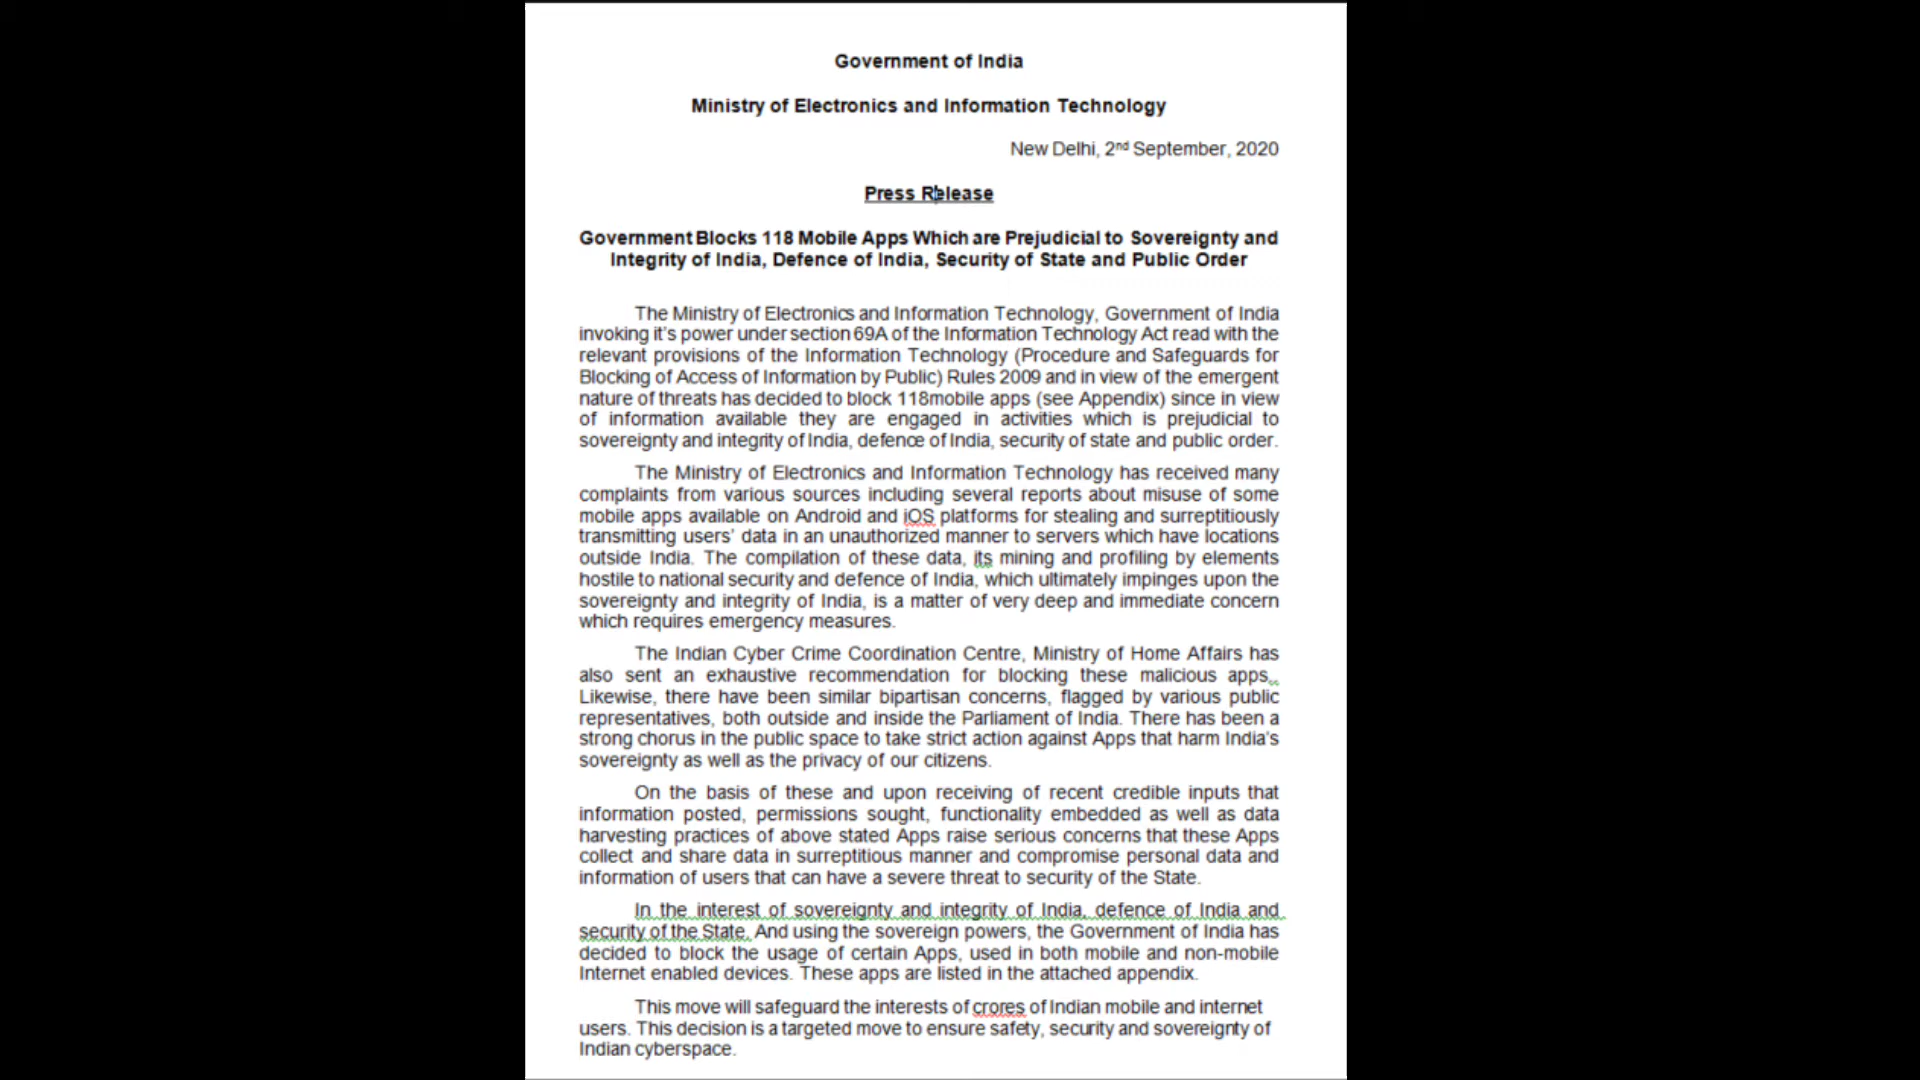 Government of India
Ministry of Electronics and Information Technology
New Delhi, 2nd September, 2020
Press Release
Government Blocks 118 Mobile Apps Which are Prejudicial to Sovereignty and
Integrity of India, Defence of India, Security of State and Public Order
The Ministry of Electronics and Information Technology, Government of India
invoking it's power under section 69A of the Information Technology Act read with the
relevant provisions of the Information Technology (Procedure and Safeguards for
Blocking of Access of Information by Public) Rules 2009 and in view of the emergent
nature of threats has decided to block 118mobile apps (see Appendix) since in view
of information available they are engaged in activities which is prejudicial to
sovereignty and integrity of India, defence of India, security of state and public order.
The Ministry of Electronics and Information Technology has received many
complaints from various sources including several reports about misuse of some
mobile apps available on Android and iOS platforms for stealing and surreptitiously
transmitting users' data in an unauthorized manner to servers which have locations
outside India. The compilation of these data, its mining and profiling by elements
hostile to national security and defence of India, which ultimately impinges upon the
sovereignty and integrity of India, is a matter of very deep and immediate concern
which requires emergency measures.
The Indian Cyber Crime Coordination Centre, Ministry of Home Affairs has
also sent an exhaustive recommendation for blocking these malicious apps.
Likewise, there have been similar bipartisan concerns, flagged by various public
representatives, both outside and inside the Parliament of India. There has been a
strong chorus in the public space to take strict action against Apps that harm India's
sovereignty as well as the privacy of our citizens.
On the basis of these and upon receiving of recent credible inputs that
information posted, permissions sought, functionality embedded as well as data
harvesting practices of above stated Apps raise serious concerns that these Apps
collect and share data in surreptitious manner and compromise personal data and
information of users that can have a severe threat to security of the State.
In the interest of sovereignty and integrity of India, defence of India and
security of the State. And using the sovereign powers, the Government of India has
decided to block the usage of certain Apps, used in both mobile and non-mobile
Internet enabled devices. These apps are listed in the attached appendix.
This move will safeguard the interests of crores of Indian mobile and internet
users. This decision is a targeted move to ensure safety, security and sovereignty of
Indian cyberspace.